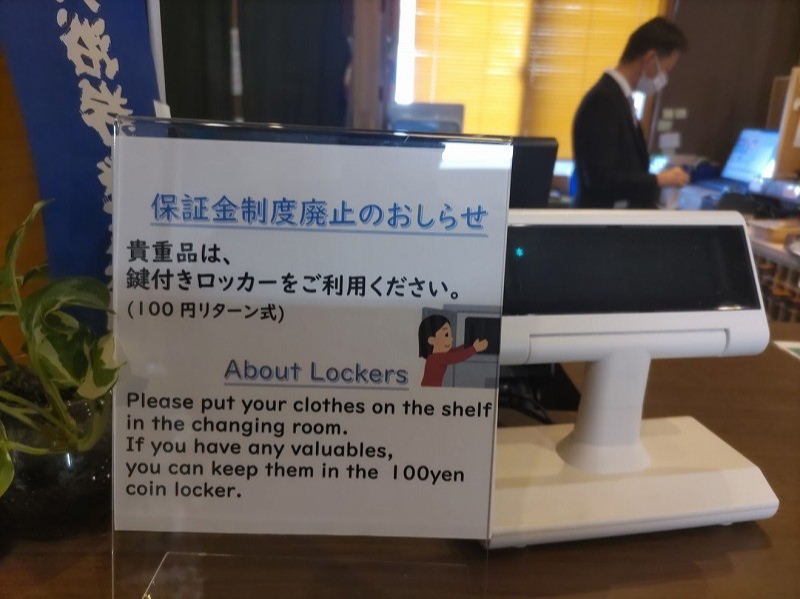 保証金制度廃止のおしらせ
貴重品は、
鍵付きロッカーをご利用ください。
(100 円リターン式)
About Lockers
Please put your clothes on the shelf
in the changing room.
If you have any valuables,
you can keep them in the 100yen
coin locker.